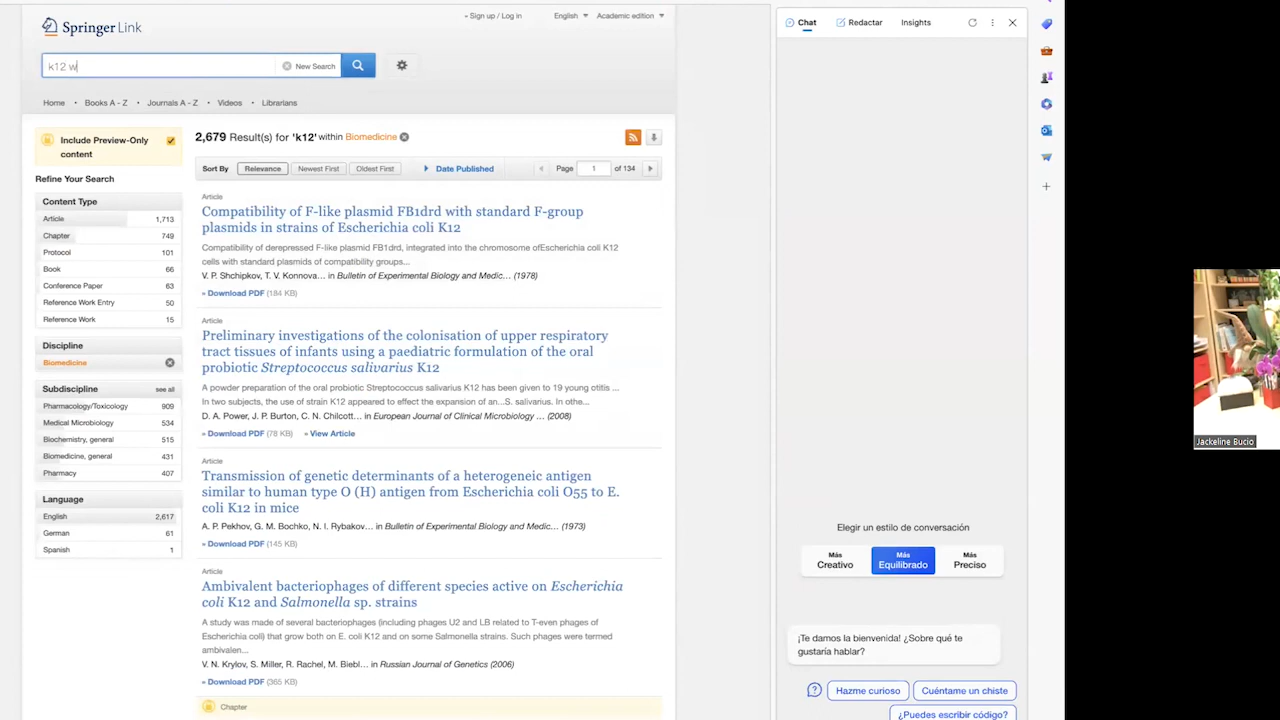 » Sign up / Log in
English
Academic edition
Springer Link
k12 w
New Search
Home • Books A - Z • Journals A - Z • Videos • Librarians
Include Preview-Only
content
Refine Your Search
Content Type
Article 1,713
Chapter 749
Protocol 101
Book 66
Conference Paper 63
Reference Work Entry 50
Reference Work 15
Discipline
Biomedicine
Subdiscipline see all
Pharmacology/Toxicology 909
Medical Microbiology 534
Biochemistry, general 515
Biomedicine, general 431
Pharmacy 407
Language
English 2,617
German 61
Spanish 1
2,679 Result(s) for 'k12' within Biomedicine
Sort By Relevance Newest First Oldest First Date Published Page 1 of 134
Article
Compatibility of F-like plasmid FB1drd with standard F-group
plasmids in strains of Escherichia coli K12
Compatibility of derepressed F-like plasmid FB1drd, integrated into the chromosome ofEscherichia coli K12
cells with standard plasmids of compatibility groups...
V. P. Shchipkov, T. V. Konnova... in Bulletin of Experimental Biology and Medic... (1978)
» Download PDF (184 KB)
Article
Preliminary investigations of the colonisation of upper respiratory
tract tissues of infants using a paediatric formulation of the oral
probiotic Streptococcus salivarius K12
A powder preparation of the oral probiotic Streptococcus salivarius K12 has been given to 19 young otitis ...
In two subjects, the use of strain K12 appeared to effect the expansion of an...S. salivarius. In othe...
D. A. Power, J. P. Burton, C. N. Chilcott... in European Journal of Clinical Microbiology ... (2008)
» Download PDF (78 KB) » View Article
Article
Transmission of genetic determinants of a heterogeneic antigen
similar to human type O (H) antigen from Escherichia coli O55 to E.
coli K12 in mice
A. P. Pekhov, G. M. Bochko, N. I. Rybakov... in Bulletin of Experimental Biology and Medic... (1973)
» Download PDF (145 KB)
Article
Ambivalent bacteriophages of different species active on Escherichia
coli K12 and Salmonella sp. strains
A study was made of several bacteriophages (including phages U2 and LB related to T-even phages of
Escherichia coli) that grow both on E. coli K12 and on some Salmonella strains. Such phages were termed
ambivalen...
V. N. Krylov, S. Miller, R. Rachel, M. Biebl... in Russian Journal of Genetics (2006)
» Download PDF (365 KB)
Chapter
Chat Redactar Insights
Elegir un estilo de conversación
Más
Creativo
Más
Equilibrado
Más
Preciso
¡Te damos la bienvenida! ¿Sobre qué te
gustaría hablar?
Hazme curioso
Cuéntame un chiste
¿Puedes escribir código?
Jackeline Bucio